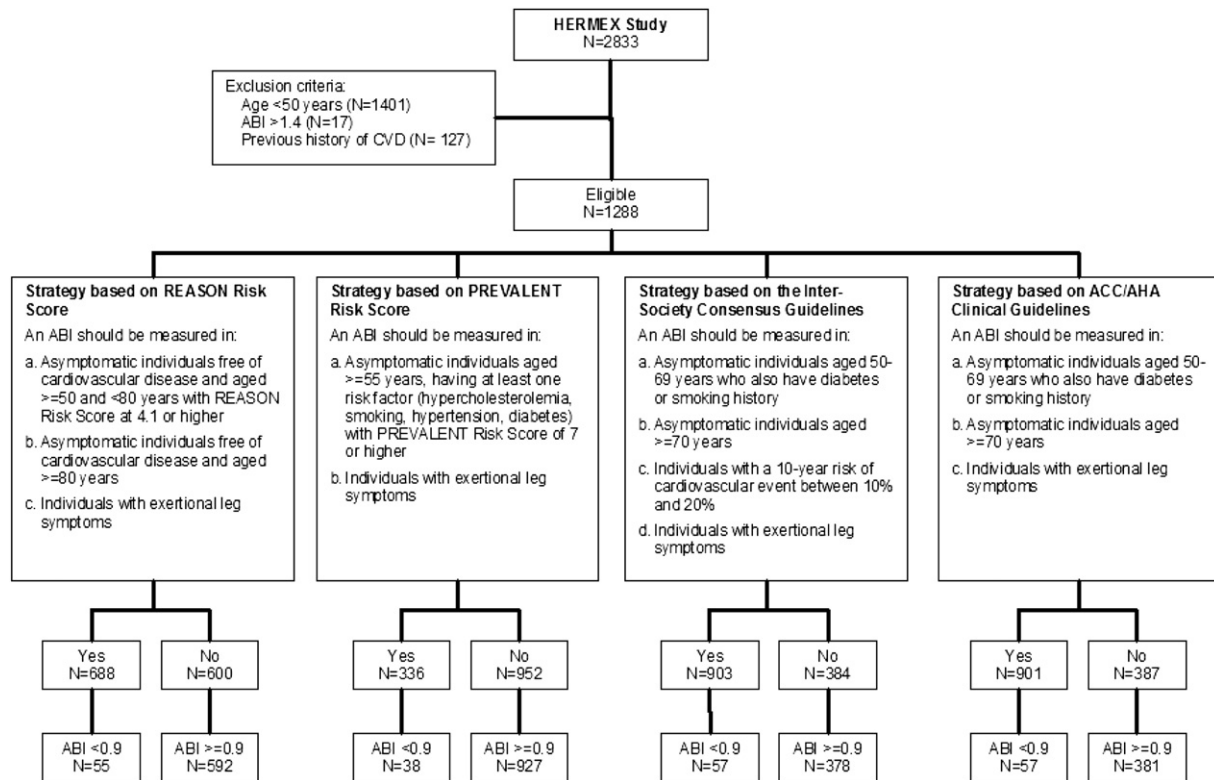 HERMEX Study
N=2833
Exclusion criteria:
Age <50 years (N=1401)
ABI >1.4 (N=17)
Previous history of CVD (N= 127)
Eligible
N=1288
Strategy based on REASON Risk
Score
An ABI should be measured in:
a. Asymptomatic individuals free of
cardiovascular disease and aged
>=50 and <80 years with REASON
Risk Score at 4.1 or higher
b. Asymptomatic individuals free of
cardiovascular disease and aged
>=80 years
c. Individuals with exertional leg
symptoms
Strategy based on PREVALENT
Risk Score
An ABI should be measured in:
a. Asymptomatic individuals aged
>=55 years, having at least one
risk factor (hypercholesterolemia,
smoking, hypertension, diabetes)
with PREVALENT Risk Score of 7
or higher
b. Individuals with exertional leg
symptoms
Strategy based on the Inter-
Society Consensus Guidelines
An ABI should be measured in:
a. Asymptomatic individuals aged 50-
69 years who also have diabetes
or smoking history
b. Asymptomatic individuals aged
>=70 years
c. Individuals with a 10-year risk of
cardiovascular event between 10%
and 20%
d. Individuals with exertional leg
symptoms
Strategy based on ACC/AHA
Clinical Guidelines
An ABI should be measured in:
a. Asymptomatic individuals aged 50-
69 years who also have diabetes
or smoking history
b. Asymptomatic individuals aged
>=70 years
c. Individuals with exertional leg
symptoms
Yes
N=688
No
N=600
Yes
N=336
No
N=952
Yes
N=903
No
N=384
Yes
N=901
No
N=387
ABI <0.9
N=55
ABI >=0.9
N=592
ABI <0.9
N=38
ABI >=0.9
N=927
ABI <0.9
N=57
ABI >=0.9
N=378
ABI <0.9
N=57
ABI >=0.9
N=381